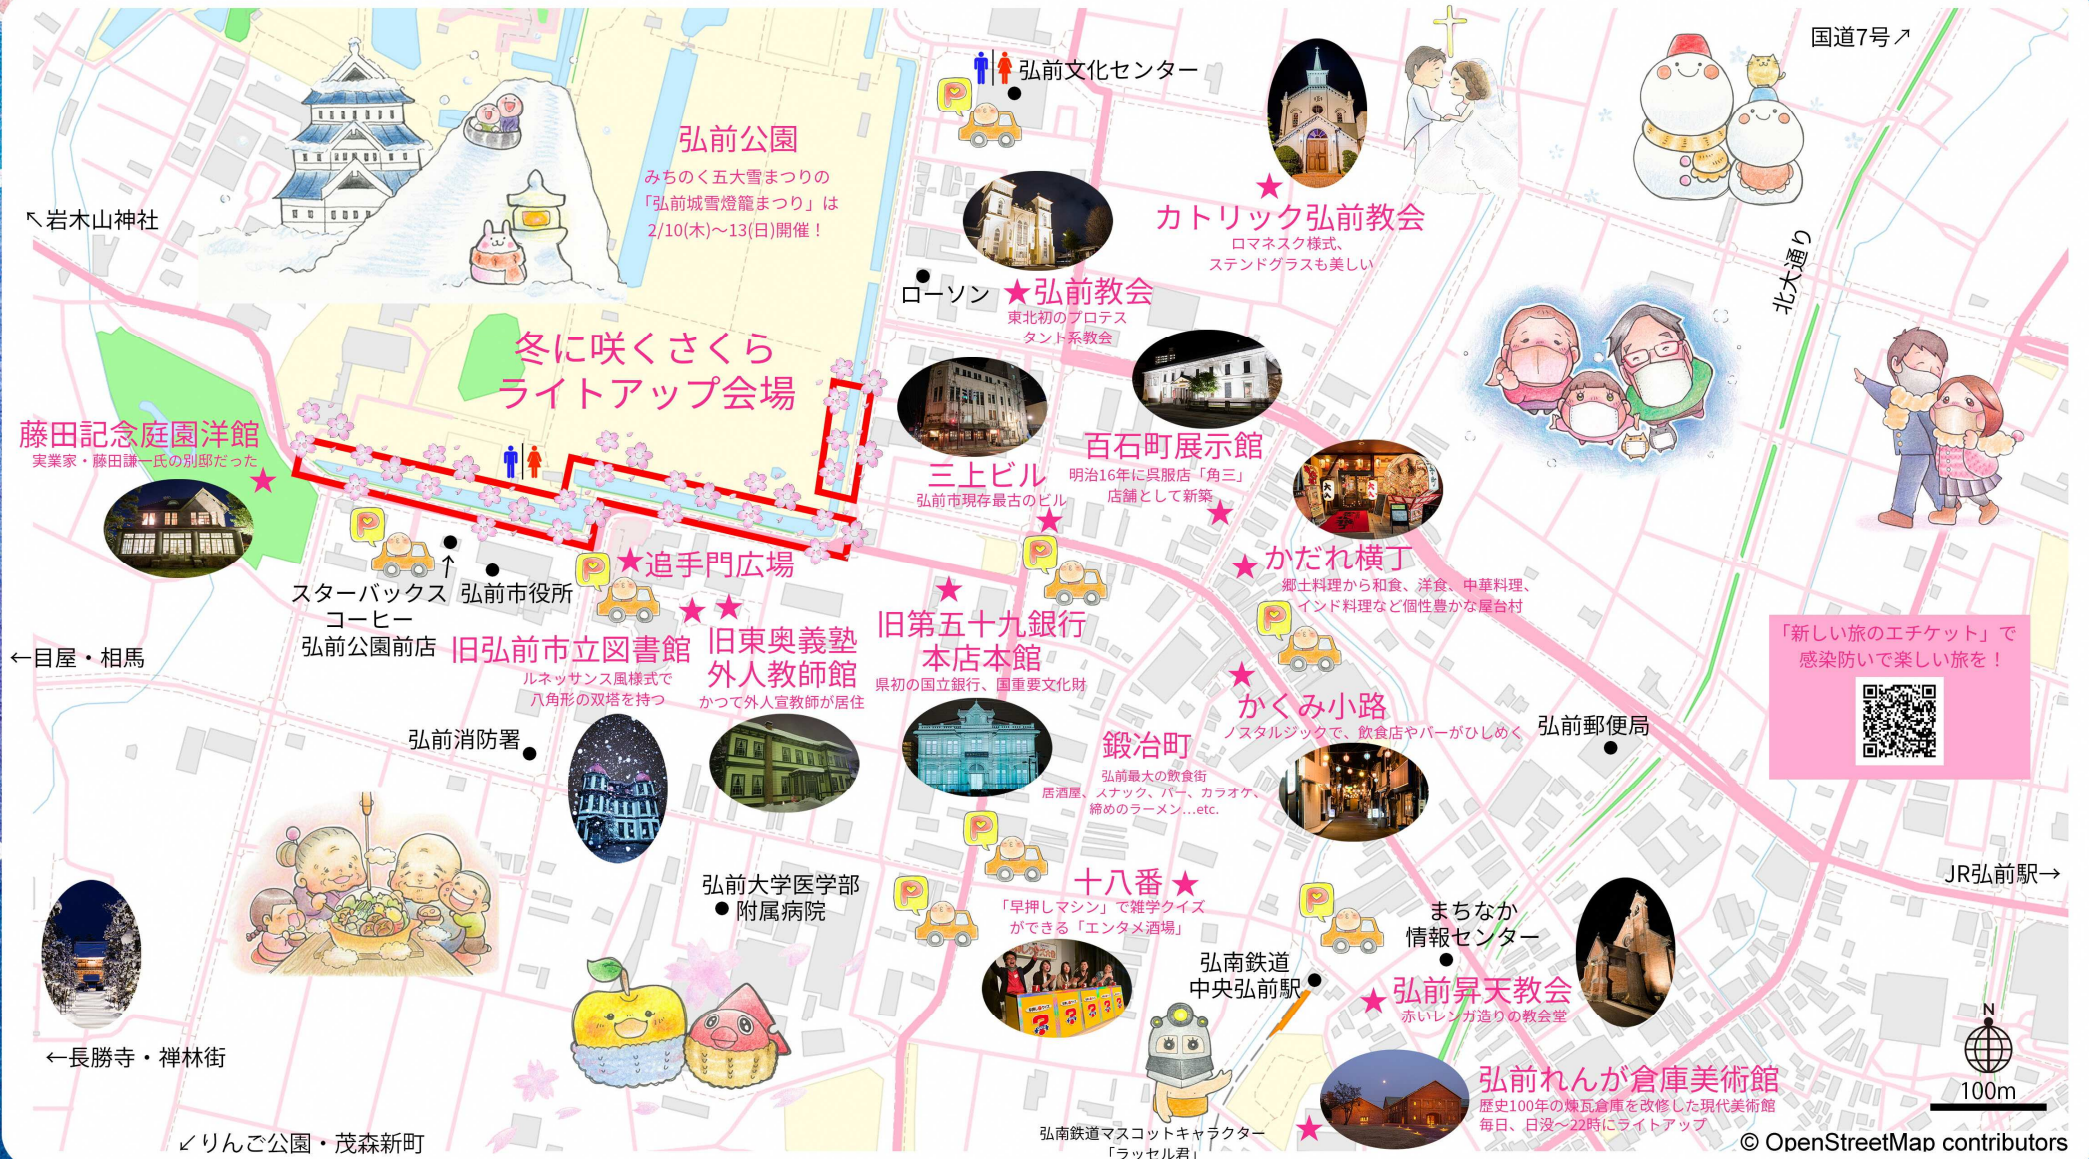 国道7号↗
弘前文化センター
弘前公園
みちのく五大雪まつりの
「弘前城雪燈籠まつり」は
2/10(木)～13(日)開催！
↖岩木山神社
カトリック弘前教会
ロマネスク様式、
ステンドグラスも美しい
北大通り
ローソン
★弘前教会
東北初のプロテス
タント系教会
冬に咲くさくら
ライトアップ会場
藤田記念庭園洋館
実業家・藤田謙一氏の別邸だった
三上ビル
弘前市現存最古のビル
百石町展示館
明治16年に呉服店「角三」
店舗として新築
★かだれ横丁
郷土料理から和食、洋食、中華料理、
インド料理など個性豊かな屋台村
★追手門広場
スターバックス
コーヒー
弘前公園前店
↑
弘前市役所
旧弘前市立図書館
ルネッサンス風様式で
八角形の双塔を持つ
旧東奥義塾
外人教師館
かつて外人宣教師が居住
旧第五十九銀行
本店本館
県初の国立銀行、国重要文化財
「新しい旅のエチケット」で
感染防いで楽しい旅を！
←目屋・相馬
かくみ小路
ノスタルジックで、飲食店やバーがひしめく
弘前郵便局
弘前消防署
鍛冶町
弘前最大の飲食街
居酒屋、スナック、バー、カラオケ、
締めのラーメン…etc.
JR弘前駅→
弘前大学医学部
附属病院
十八番★
「早押しマシン」で雑学クイズ
ができる「エンタメ酒場」
まちなか
情報センター
弘南鉄道
中央弘前駅
★弘前昇天教会
赤いレンガ造りの教会堂
←長勝寺・禅林街
弘前れんが倉庫美術館
歴史100年の煉瓦倉庫を改修した現代美術館
毎日、日没～22時にライトアップ
N
100m
↙りんご公園・茂森新町
弘南鉄道マスコットキャラクター
「ラッセル君」
© OpenStreetMap contributors